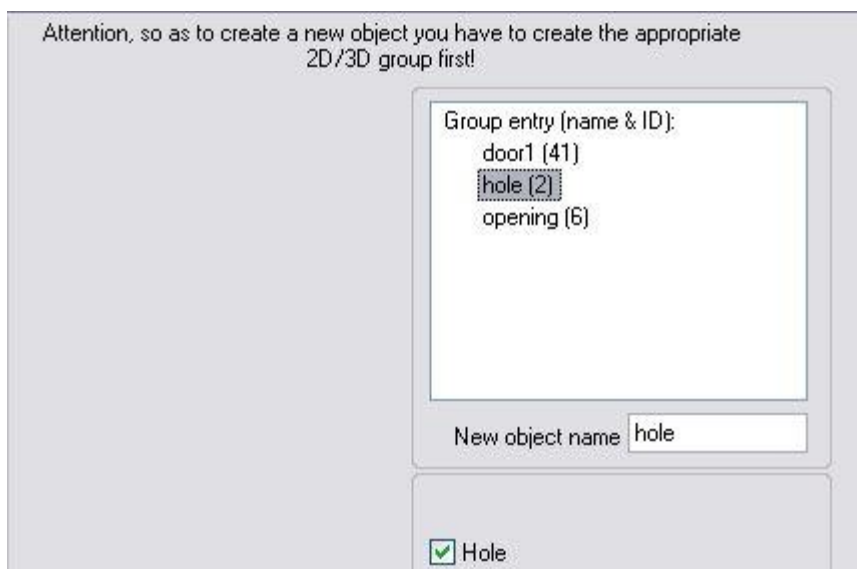 Attention, so as to create a new object you have to create the appropriate
2D/3D group first!
Group entry (name & ID):
door1 (41)
hole (2)
opening (6)
New object name hole
Hole